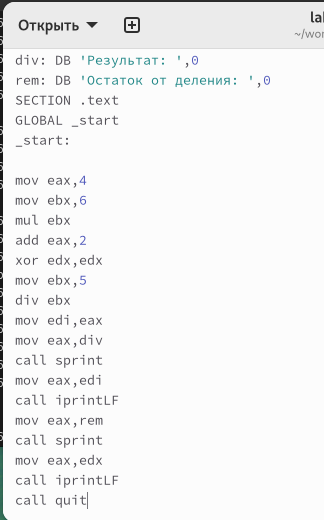 Открыть
la
~/wor
div: DB 'Результат: ',0
rem: DB 'Остаток от деления: ',0
SECTION .text
GLOBAL _start
_start:
mov eax,4
mov ebx,6
mul ebx
add eax,2
xor edx,edx
mov ebx,5
div ebx
mov edi,eax
mov eax,div
call sprint
mov eax,edi
call iprintLF
mov eax,rem
call sprint
mov eax,edx
call iprintLF
call quit